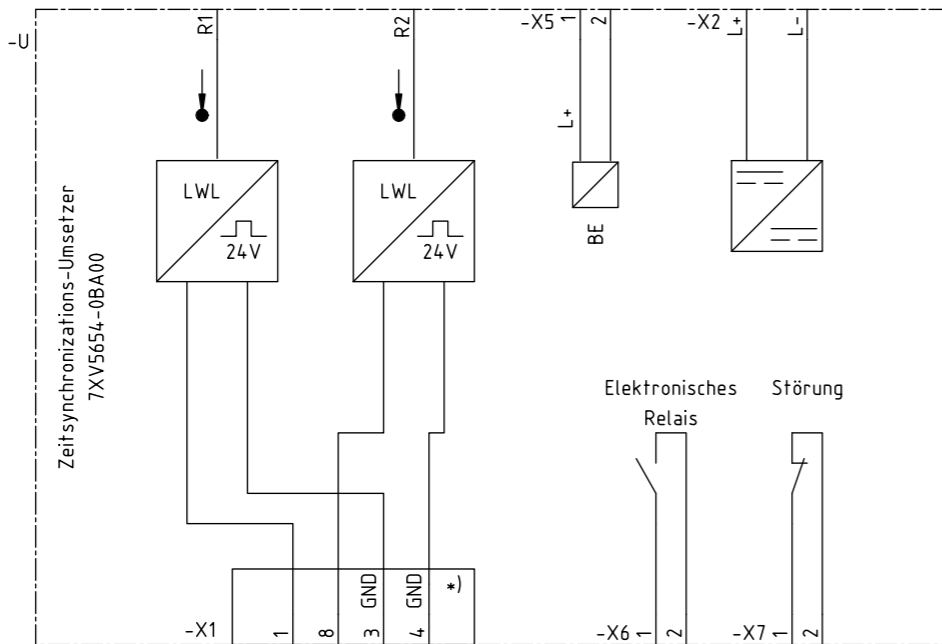 -U
R1
R2
-X5
1
2
-X2
L+
L-
L+
LWL
24V
LWL
24V
BE
Zeitsynchronizations-Umsetzer
7XV5654-0BA00
Elektronisches
Relais
Störung
-X1
1
8
3
GND
4
GND
*)
-X6
1
2
-X7
1
2